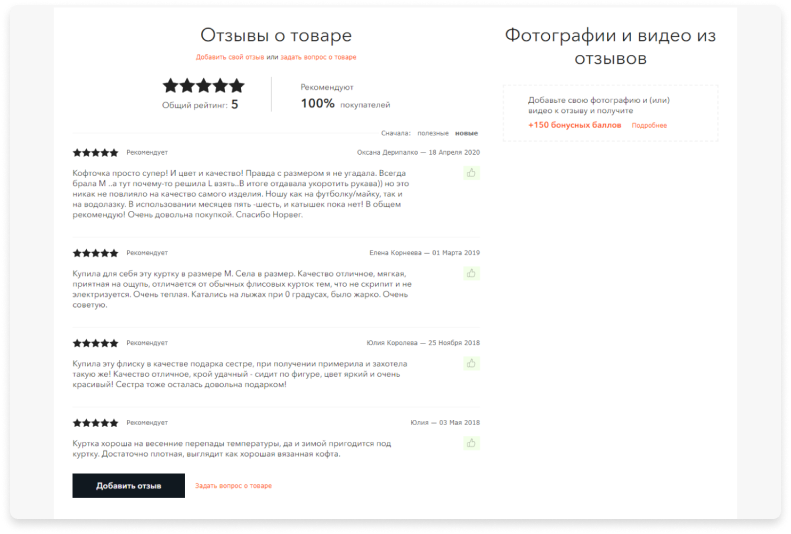 Отзывы о товаре
Добавить свой отзыв или задать вопрос о товаре
Общий рейтинг: 5
Рекомендуют
100% покупателей
Сначала: полезные новые
Рекомендует Оксана Дерипалко — 18 Апреля 2020
Кофточка просто супер! И цвет и качество! Правда с размером я не угадала. Всегда
брала М ..а тут почему-то решила L взять..В итоге отдавала укоротить рукава)) но это
никак не повлияло на качество самого изделия. Ношу как на футболку/майку, так и
на водолазку. В использовании месяцев пять -шесть, и катышек пока нет! В общем
рекомендую! Очень довольна покупкой. Спасибо Норвег.
Рекомендует Елена Корнеева — 01 Марта 2019
Купила для себя эту куртку в размере М. Села в размер. Качество отличное, мягкая,
приятная на ощупь, отличается от обычных флисовых курток тем, что не скрипит и не
электризуется. Очень теплая. Катались на лыжах при 0 градусах, было жарко. Очень
советую.
Рекомендует Юлия Королева — 25 Ноября 2018
Купила эту флиску в качестве подарка сестре, при получении примерила и захотела
такую же! Качество отличное, крой удачный - сидит по фигуре, цвет яркий и очень
красивый! Сестра тоже осталась довольна подарком!
Рекомендует Юлия — 03 Мая 2018
Куртка хороша на весенние перепады температуры, да и зимой пригодится под
куртку. Достаточно плотная, выглядит как хорошая вязанная кофта.
Добавить отзыв Задать вопрос о товаре
Фотографии и видео из
отзывов
Добавьте свою фотографию и (или)
видео к отзыву и получите
+150 бонусных баллов Подробнее